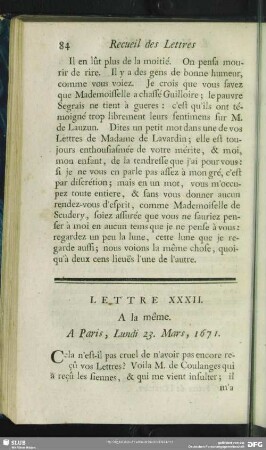 84 Recueil des Lettres
Il en lût plus de la moitié. On pensa mou-
rir de rire. Il y a des gens de bonne humeur,
comme vous voiez. Je crois que vous savez
que Mademoiselle a chassé Guilloire; le pauvre
Segrais ne tient à gueres: c'est qu'ils ont té-
moigné trop librement leurs sentimens sur M.
de Lauzun. Dites un petit mot dans une de vos
Lettres de Madame de Lavardin; elle est tou-
jours enthousiasmée de votre mérite, & moi,
mon enfant, de la tendresse que j'ai pour vous:
si je ne vous en parle pas assez à mon gré, c'est
par discrétion; mais en un mot, vous m'occu-
pez toute entiere, & sans vous donner aucun
rendez-vous d'esprit, comme Mademoiselle de
Scudery, soiez assurée que vous ne sauriez pen-
ser à moi en aucun tems que je ne pense à vous:
regardez un peu la lune, cette lune que je re-
garde aussi; nous voions la même chose, quoi-
qu'à deux cens lieuës l'une de l'autre.
LETTRE XXXII.
A la même.
A Paris, Lundi 23. Mars, 1671.
Cela n'est-il pas cruel de n'avoir pas encore re-
çû vos Lettres? Voila M. de Coulanges qui
a reçû les siennes, & qui me vient insulter; il
m'a
SLUB
DFG